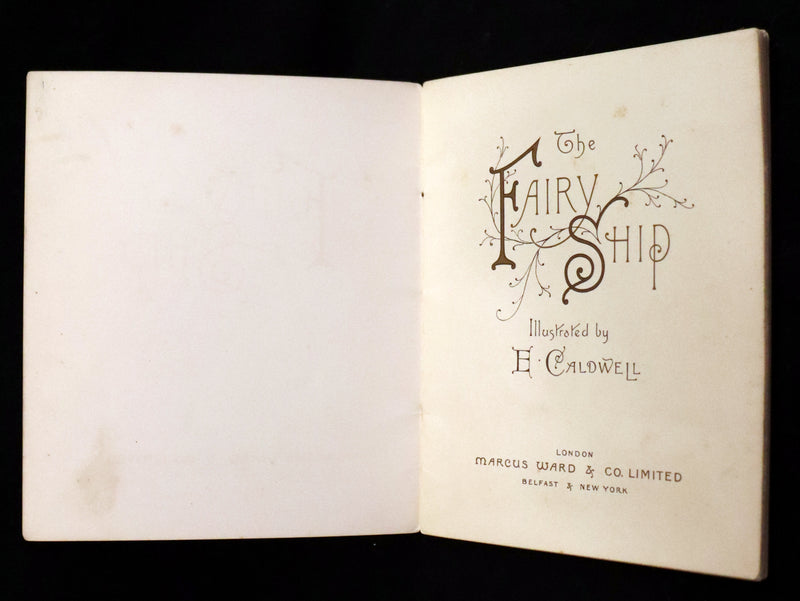 The
FAIRY
SHIP
Illustrated by
E. CALDWELL
LONDON
MARCUS WARD & CO. LIMITED
BELFAST & NEW YORK